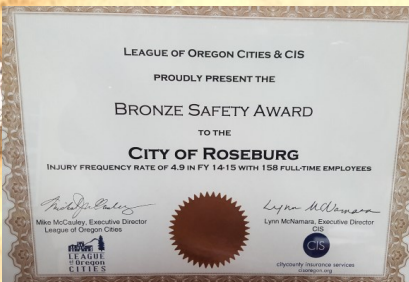 LEAGUE OF OREGON CITIES & CIS
PROUDLY PRESENT THE
BRONZE SAFETY AWARD
TO THE
CITY OF ROSEBURG
INJURY FREQUENCY RATE OF 4.9 IN FY 14-15 WITH 158 FULL-TIME EMPLOYEES
Mike McCauley, Executive Director
League of Oregon Cities
Lynn McNamara, Executive Director
CIS
LEAGUE
of Oregon
CITIES
CIS
citycounty insurance services
cisoregon.org